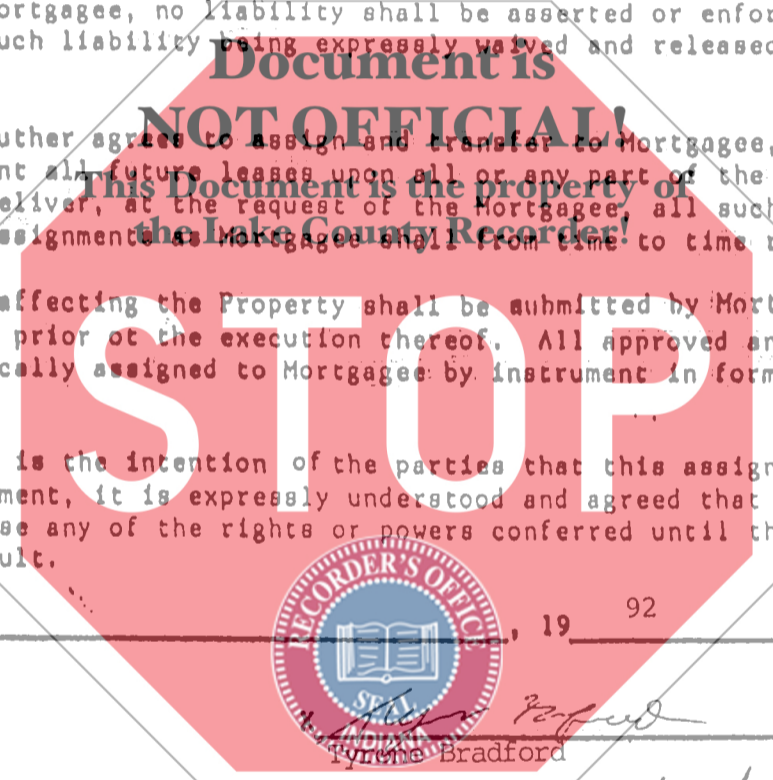 ortgagee, no liability shall be asserted or enfor
uch liability being expressly waived and released
Document is
NOT OFFICIAL!
uther agrees to assign and transfer to Mortgagee,
nt all future leases upon all or any part of the
This Document is the property of
eliver, at the request of the Mortgagee, all such
the Lake County Recorder!
ssignments as Mortgagee shall from time to time
affecting the Property shall be submitted by Mort
prior ot the execution thereof. All approved an
cally assigned to Mortgagee by instrument in form
STOP
is the intention of the parties that this assign
ment, it is expressly understood and agreed that
se any of the rights or powers conferred until th
ult.
RECORDER'S OFFICE
, 19 92
SEAL
INDIANA
Tyrone Bradford